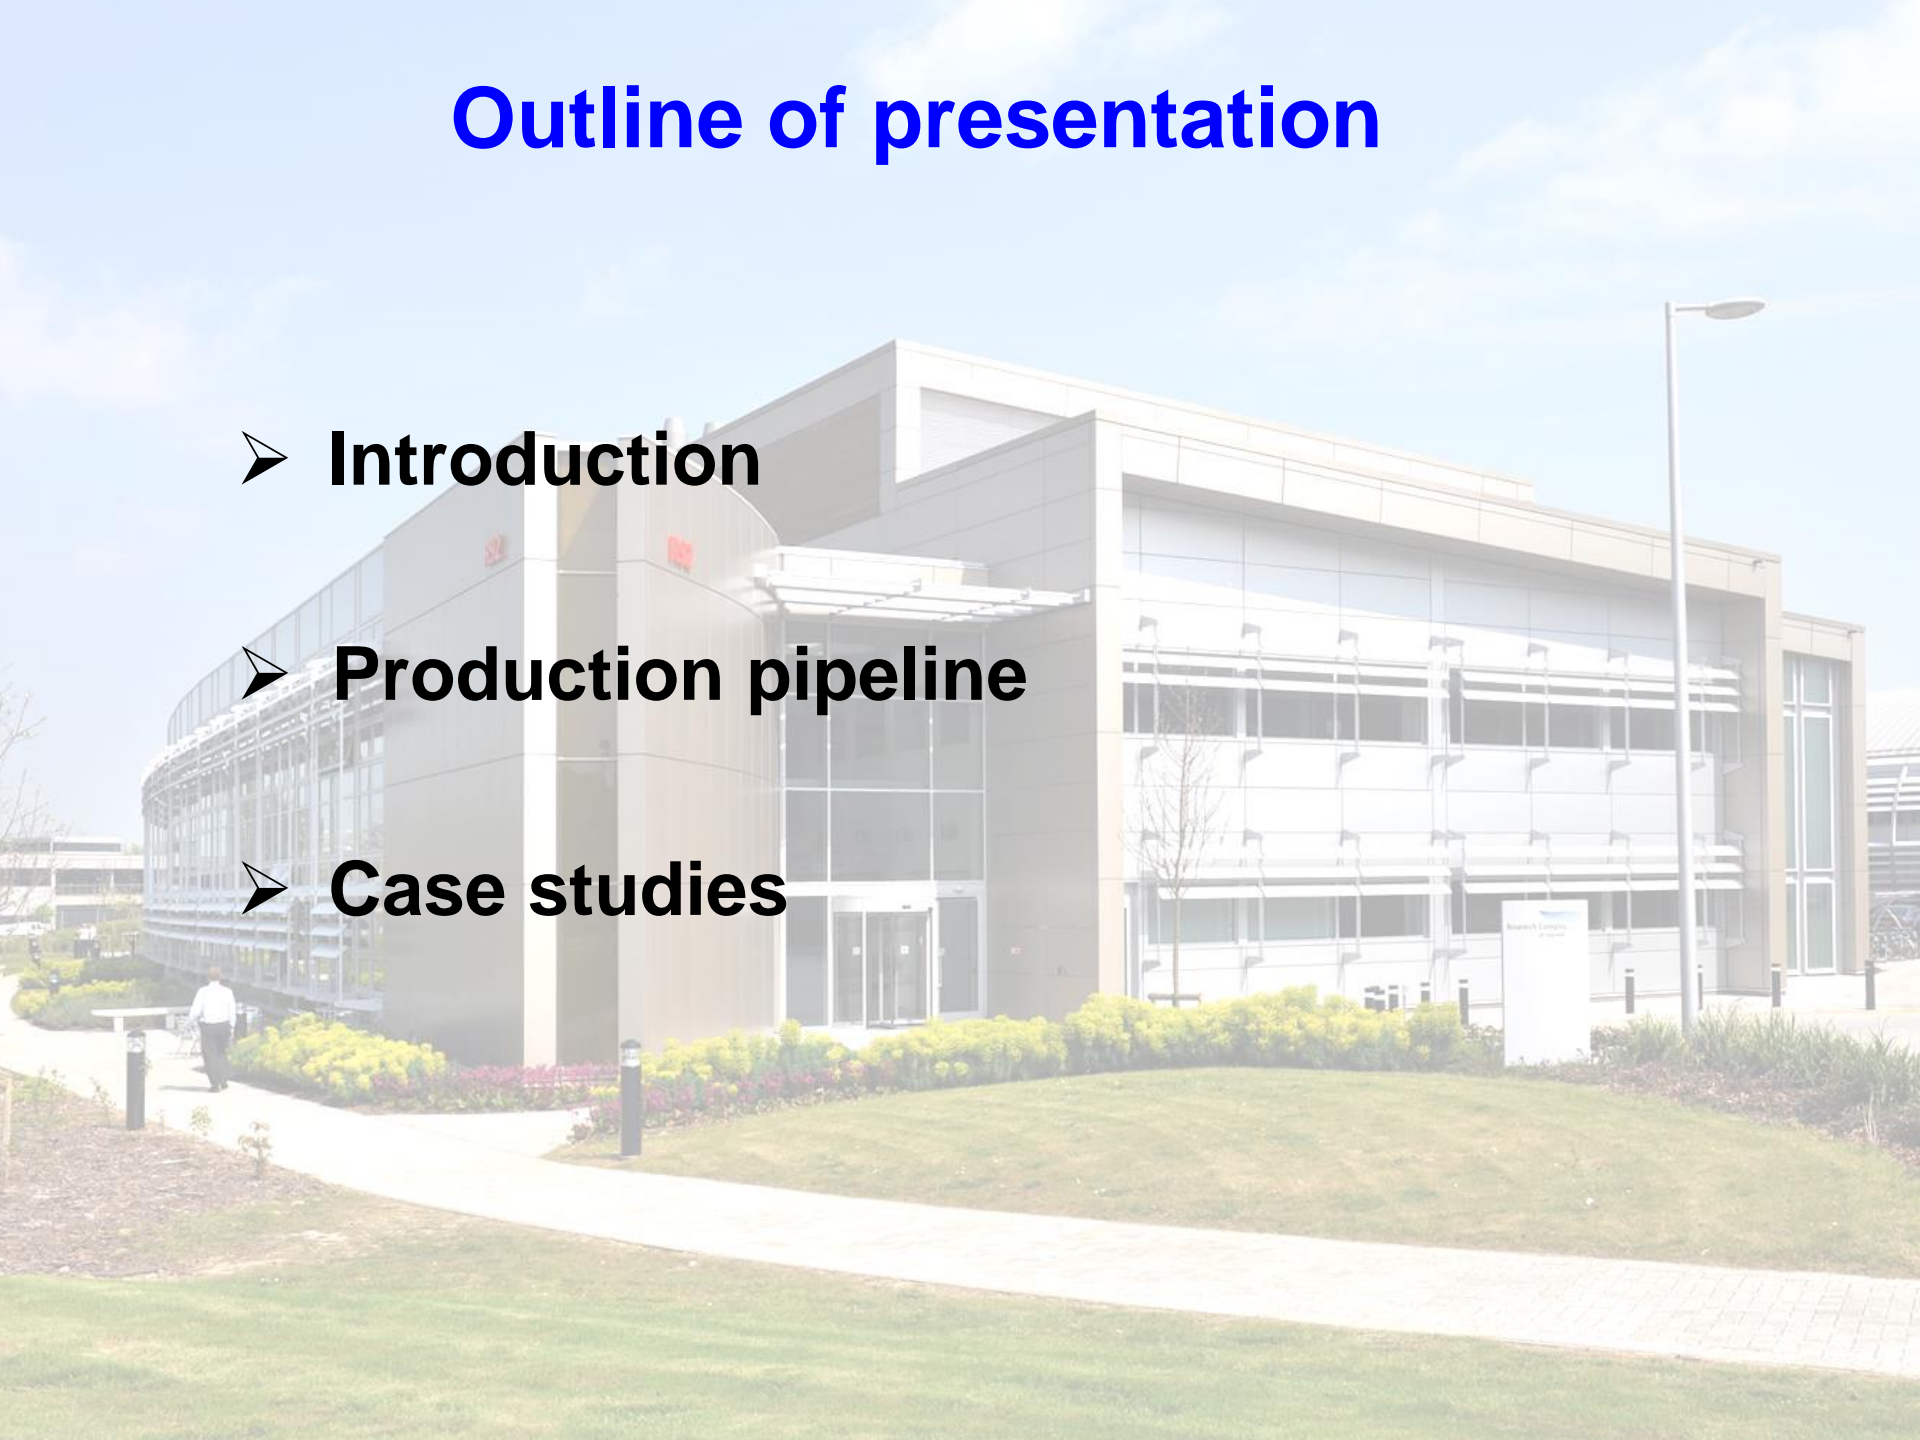 Outline of presentation
➢ Introduction
➢ Production pipeline
➢ Case studies